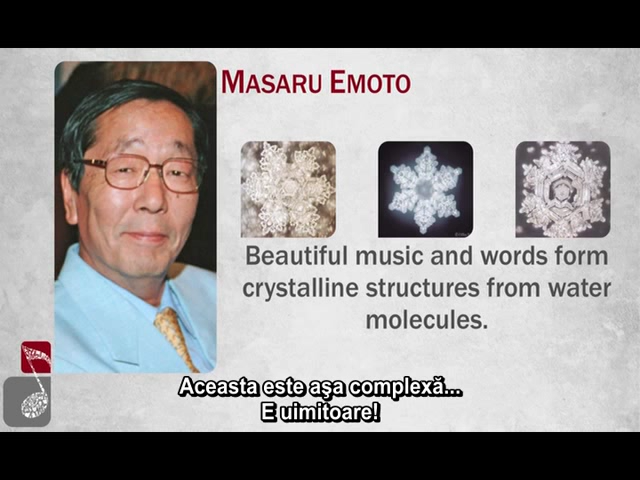 MASARU EMOTO
Beautiful music and words form
crystalline structures from water
molecules.
Aceasta este aşa complexă...
E uimitoare!